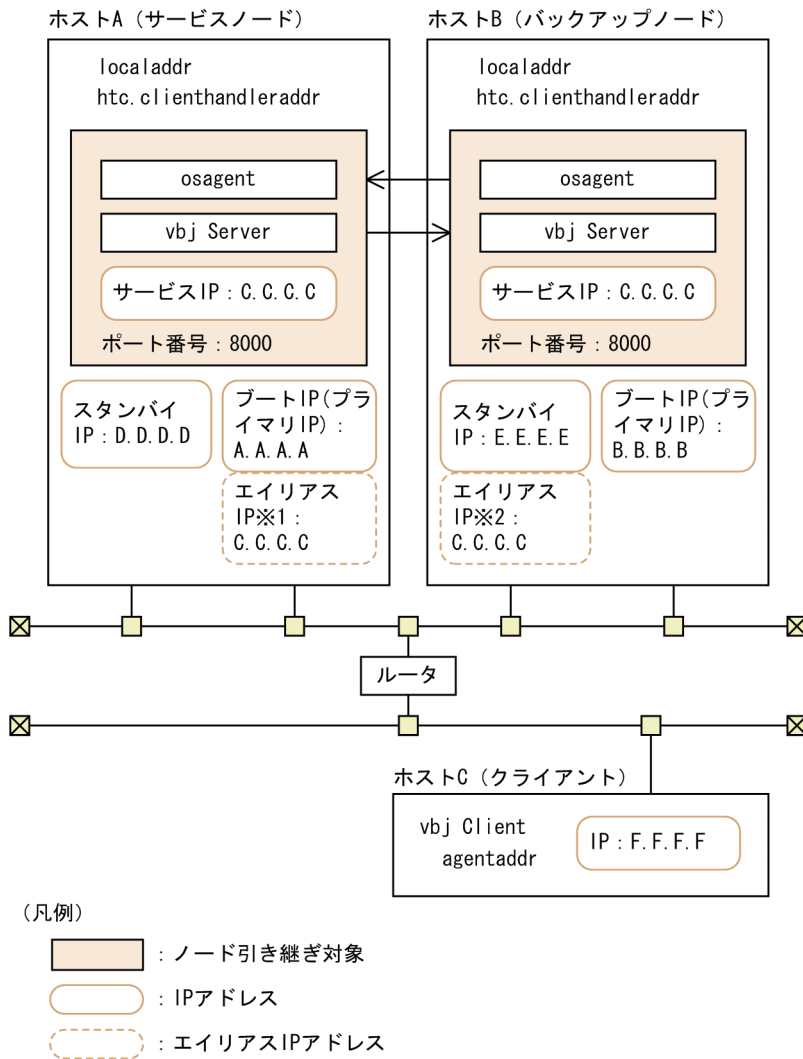 ホストA（サービスノード）
localaddr
htc.clienthandleraddr
osagent
vbj Server
サービスIP：C.C.C.C
ポート番号：8000
スタンバイ
IP：D.D.D.D
ブートIP(プラ
イマリIP)：
A.A.A.A
エイリアス
IP※1：
C.C.C.C
ホストB（バックアップノード）
localaddr
htc.clienthandleraddr
osagent
vbj Server
サービスIP：C.C.C.C
ポート番号：8000
スタンバイ
IP：E.E.E.E
ブートIP(プラ
イマリIP)：
B.B.B.B
エイリアス
IP※2：
C.C.C.C
ルータ
ホストC（クライアント）
vbj Client
agentaddr
IP：F.F.F.F
（凡例）
：ノード引き継ぎ対象
：IPアドレス
：エイリアスIPアドレス